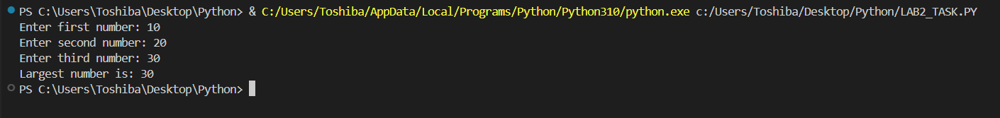 PS C:\Users\Toshiba\Desktop\Python> & C:/Users/Toshiba/AppData/Local/Programs/Python/Python310/python.exe c:/Users/Toshiba/Desktop/Python/LAB2_TASK.PY
Enter first number: 10
Enter second number: 20
Enter third number: 30
Largest number is: 30
PS C:\Users\Toshiba\Desktop\Python>